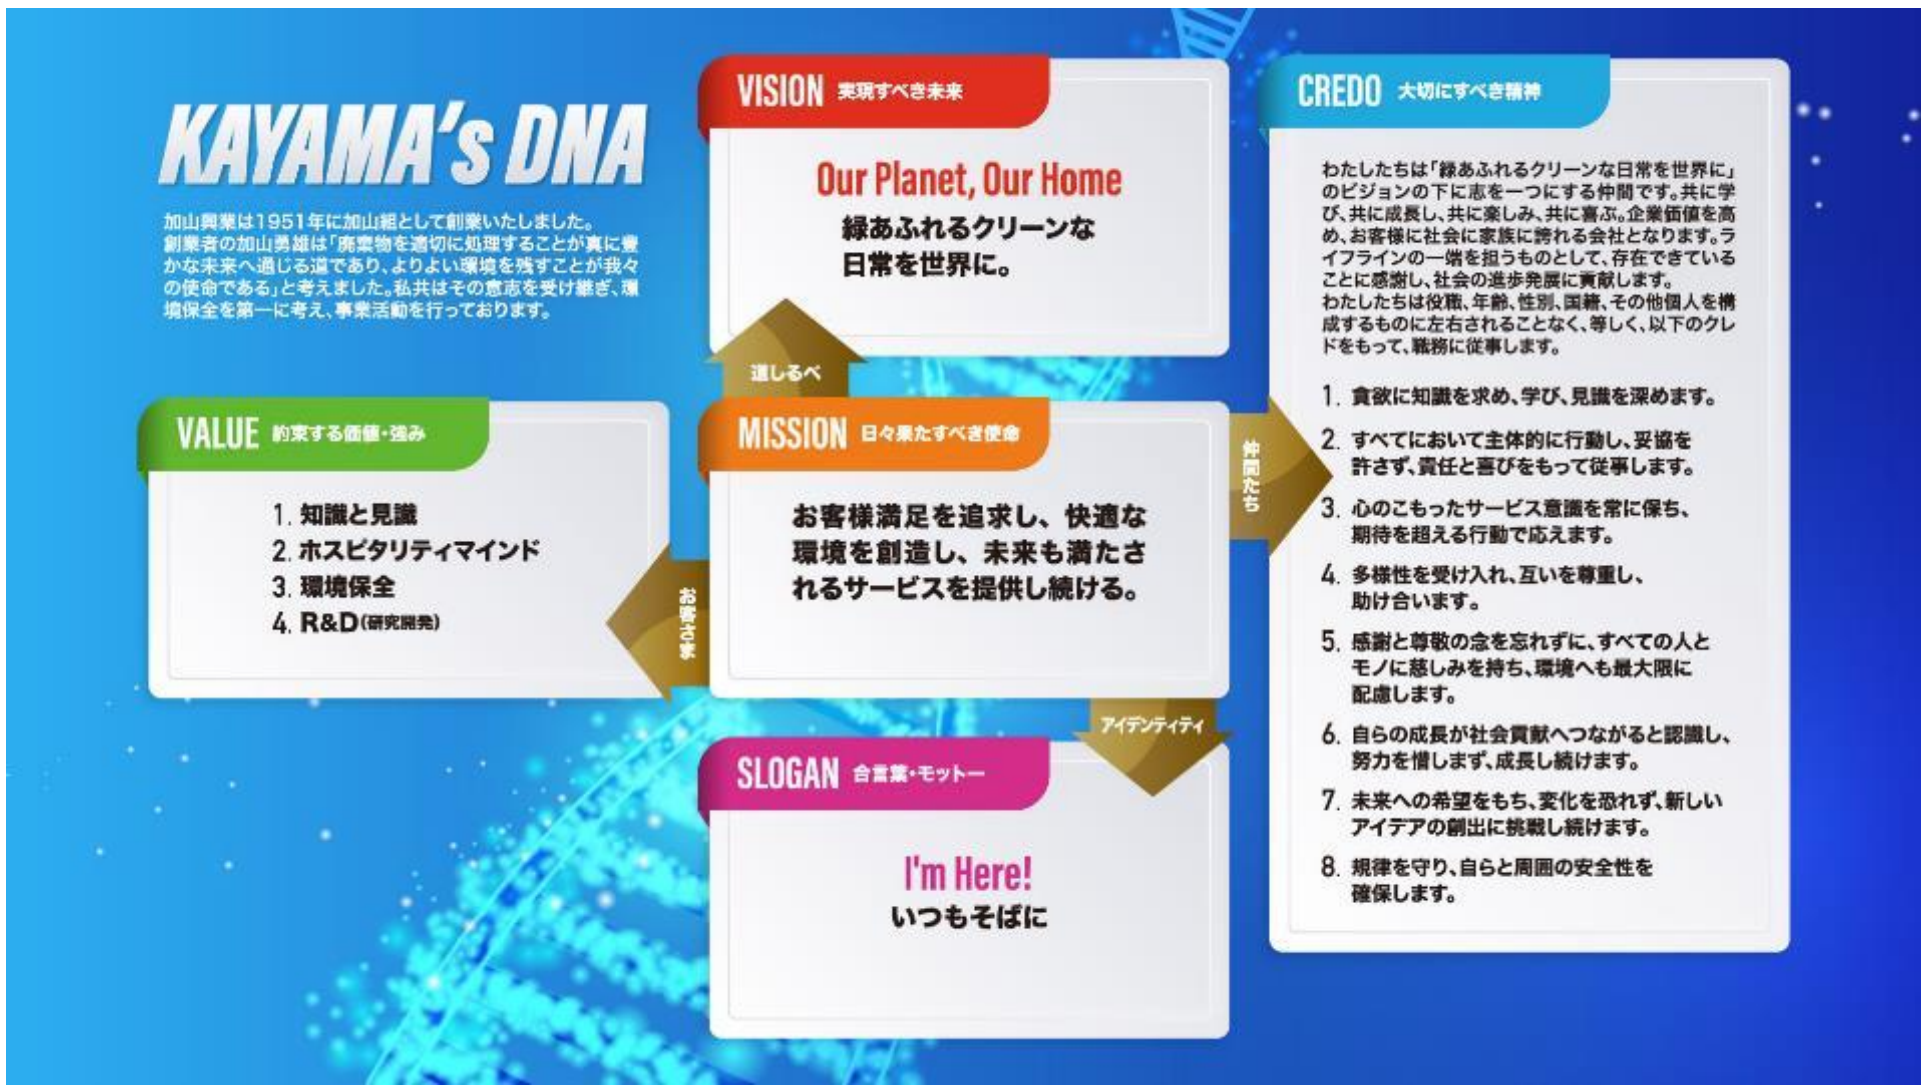 KAYAMA's DNA
加山興業は1951年に加山組として創業いたしました。
創業者の加山勇雄は「廃棄物を適切に処理することが真に豊
かな未来へ通じる道であり、よりよい環境を残すことが我々
の使命である」と考えました。私共はその意志を受け継ぎ、環
境保全を第一に考え、事業活動を行っております。
VISION 実現すべき未来
Our Planet, Our Home
緑あふれるクリーンな
日常を世界に。
道しるべ
VALUE 約束する価値・強み
1. 知識と見識
2. ホスピタリティマインド
3. 環境保全
4. R&D(研究開発)
お客さま
MISSION 日々果たすべき使命
お客様満足を追求し、快適な
環境を創造し、未来も満たさ
れるサービスを提供し続ける。
仲間たち
アイデンティティ
SLOGAN 合言葉・モットー
I'm Here!
いつもそばに
CREDO 大切にすべき精神
わたしたちは「緑あふれるクリーンな日常を世界に」
のビジョンの下に志を一つにする仲間です。共に学
び、共に成長し、共に楽しみ、共に喜ぶ。企業価値を高
め、お客様に社会に家族に誇れる会社となります。ラ
イフラインの一端を担うものとして、存在できている
ことに感謝し、社会の進歩発展に貢献します。
わたしたちは役職、年齢、性別、国籍、その他個人を構
成するものに左右されることなく、等しく、以下のクレ
ドをもって、職務に従事します。
1. 貪欲に知識を求め、学び、見識を深めます。
2. すべてにおいて主体的に行動し、妥協を
許さず、責任と喜びをもって従事します。
3. 心のこもったサービス意識を常に保ち、
期待を超える行動で応えます。
4. 多様性を受け入れ、互いを尊重し、
助け合います。
5. 感謝と尊敬の念を忘れずに、すべての人と
モノに慈しみを持ち、環境へも最大限に
配慮します。
6. 自らの成長が社会貢献へつながると認識し、
努力を惜しまず、成長し続けます。
7. 未来への希望をもち、変化を恐れず、新しい
アイデアの創出に挑戦し続けます。
8. 規律を守り、自らと周囲の安全性を
確保します。